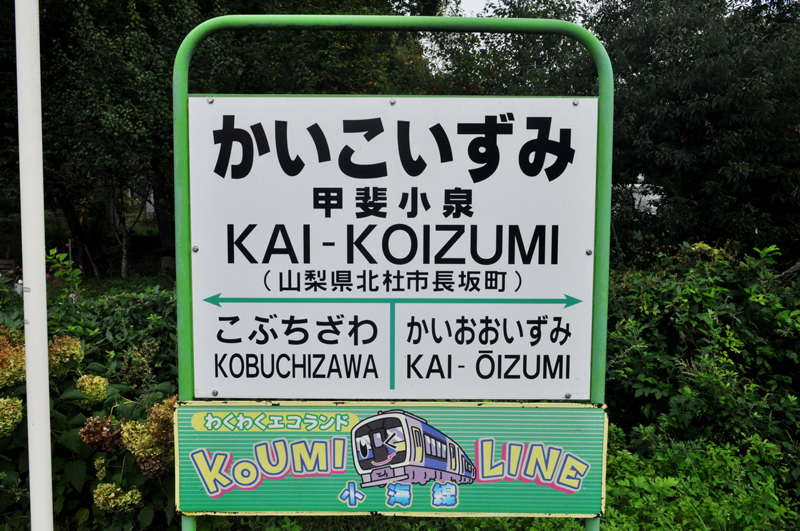 かいこいずみ
甲斐小泉
KAI-KOIZUMI
（山梨県北杜市長坂町）
こぶちざわ かいおおいずみ
KOBUCHIZAWA KAI-ŌIZUMI
わくわくエコランド
KOUMI LINE
小海線